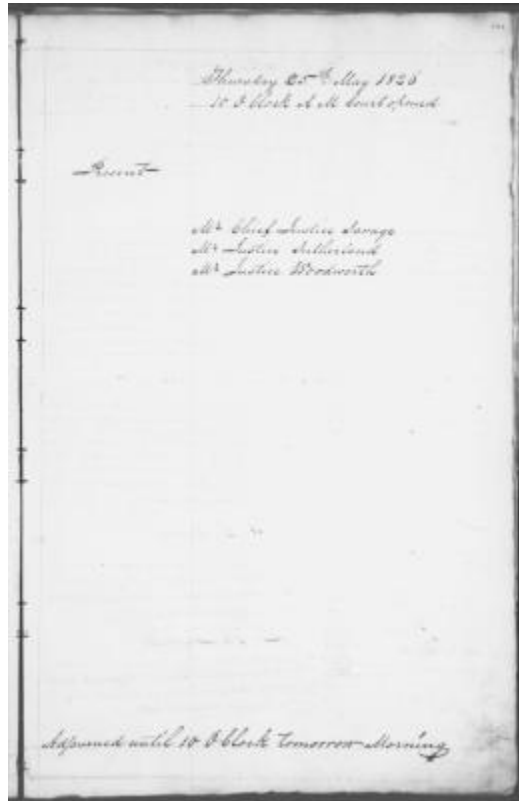 Thursday 25th May 1826
10 O Clock A M Court opened
Present
Mr Chief Justice Savage
Mr Justice Sutherland
Mr Justice Woodworth
Adjourned until 10 O Clock Tomorrow Morning